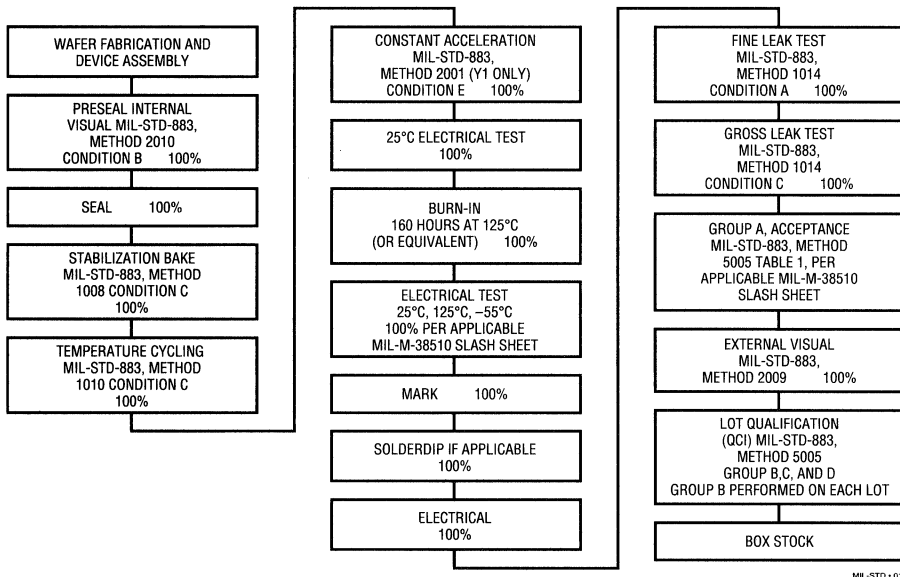 WAFER FABRICATION AND
DEVICE ASSEMBLY
PRESEAL INTERNAL
VISUAL MIL-STD-883,
METHOD 2010
CONDITION B 100%
SEAL 100%
STABILIZATION BAKE
MIL-STD-883, METHOD
1008 CONDITION C
100%
TEMPERATURE CYCLING
MIL-STD-883, METHOD
1010 CONDITION C
100%
CONSTANT ACCELERATION
MIL-STD-883,
METHOD 2001 (Y1 ONLY)
CONDITION E 100%
25°C ELECTRICAL TEST
100%
BURN-IN
160 HOURS AT 125°C
(OR EQUIVALENT) 100%
ELECTRICAL TEST
25°C, 125°C, –55°C
100% PER APPLICABLE
MIL-M-38510 SLASH SHEET
MARK 100%
SOLDERDIP IF APPLICABLE
100%
ELECTRICAL
100%
FINE LEAK TEST
MIL-STD-883,
METHOD 1014
CONDITION A 100%
GROSS LEAK TEST
MIL-STD-883,
METHOD 1014
CONDITION C 100%
GROUP A, ACCEPTANCE
MIL-STD-883, METHOD
5005 TABLE 1, PER
APPLICABLE MIL-M-38510
SLASH SHEET
EXTERNAL VISUAL
MIL-STD-883,
METHOD 2009 100%
LOT QUALIFICATION
(QCI) MIL-STD-883,
METHOD 5005
GROUP B,C, AND D
GROUP B PERFORMED ON EACH LOT
BOX STOCK
MIL-STD •